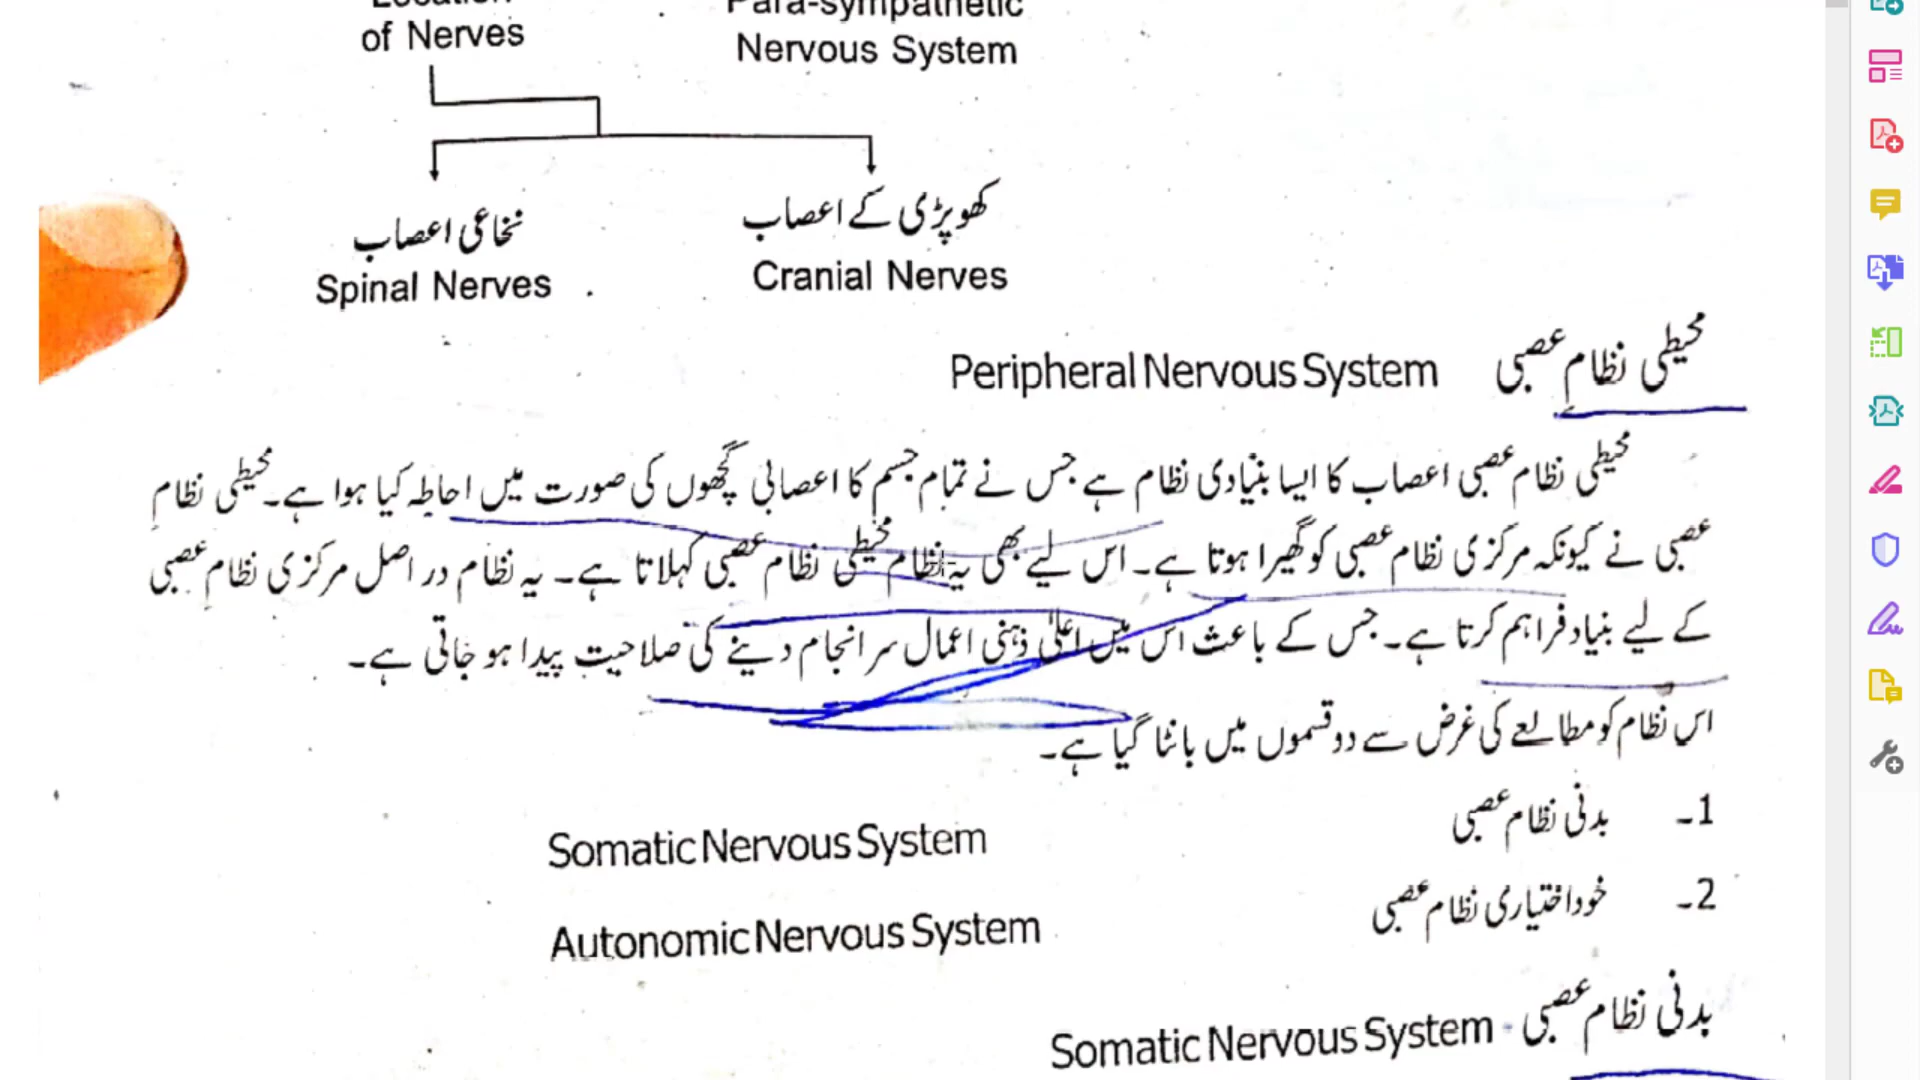 Location
of Nerves
Para-sympathetic
Nervous System
نخاعی اعصاب
Spinal Nerves
کھوپڑی کے اعصاب
Cranial Nerves
محیطی نظام عصبی Peripheral Nervous System
محیطی نظام عصبی اعصاب کا ایسا بنیادی نظام ہے جس نے تمام جسم کا اعصابی گچھوں کی صورت میں احاطہ کیا ہوا ہے۔ محیطی نظام
عصبی نے کیونکہ مرکزی نظام عصبی کو گھیرا ہوتا ہے۔ اس لیے بھی یہ نظام محیطی نظام عصبی کہلاتا ہے۔ یہ نظام در اصل مرکزی نظام عصبی
کے لیے بنیاد فراہم کرتا ہے۔ جس کے باعث اس میں اعلیٰ ذہنی اعمال سر انجام دینے کی صلاحیت پیدا ہو جاتی ہے۔
اس نظام کو مطالعے کی غرض سے دو قسموں میں بانٹا گیا ہے۔
1۔ بدنی نظام عصبی Somatic Nervous System
2۔ خود اختیاری نظام عصبی Autonomic Nervous System
بدنی نظام عصبی Somatic Nervous System